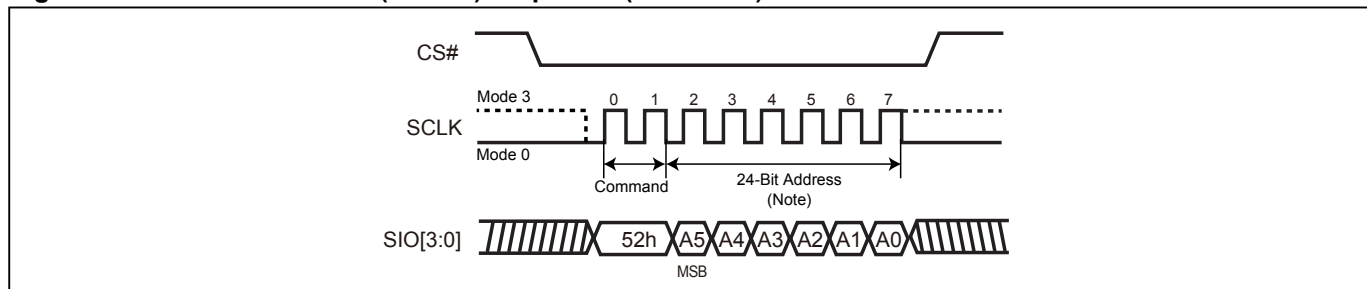 CS#
Mode 3
0 1 2 3 4 5 6 7
SCLK
Mode 0
Command
24-Bit Address
(Note)
SIO[3:0]
52h A5 A4 A3 A2 A1 A0
MSB